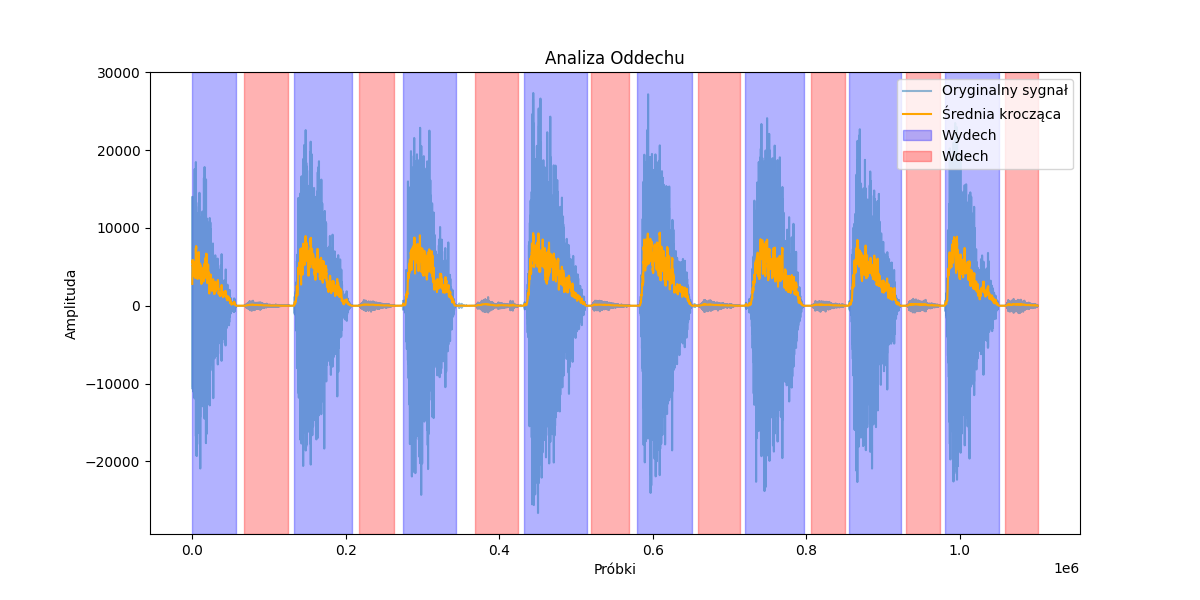 Analiza Oddechu
30000
20000
10000
0
−10000
−20000
Amplituda
Oryginalny sygnał
Średnia krocząca
Wydech
Wdech
0.0 0.2 0.4 0.6 0.8 1.0
1e6
Próbki